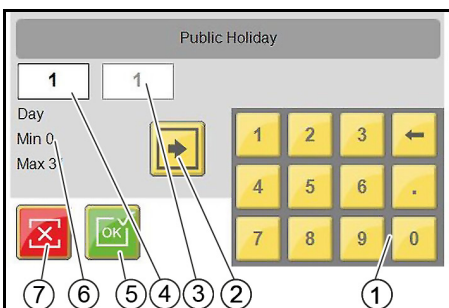 Public Holiday
1 1
Day
Min 0
Max 3
1 2 3 ←
4 5 6 .
7 8 9 0
OK
7 6 5 4 3 2 1